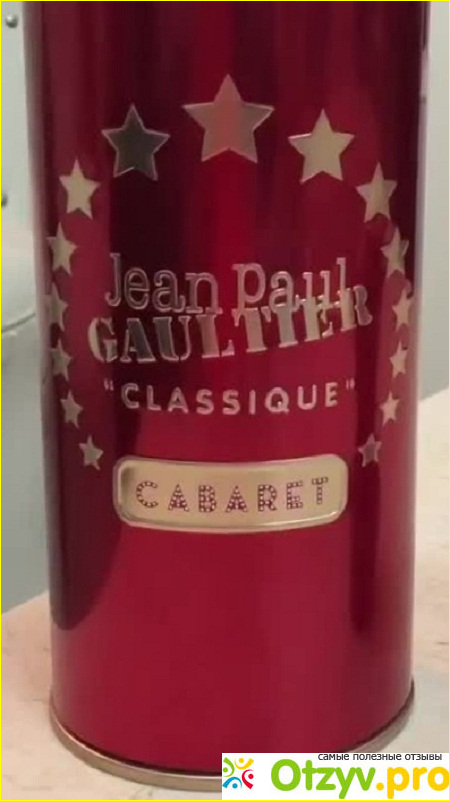 Jean Paul
GAULTIER
"CLASSIQUE"
CABARET
самые полезные отзывы
Otzyv.pro